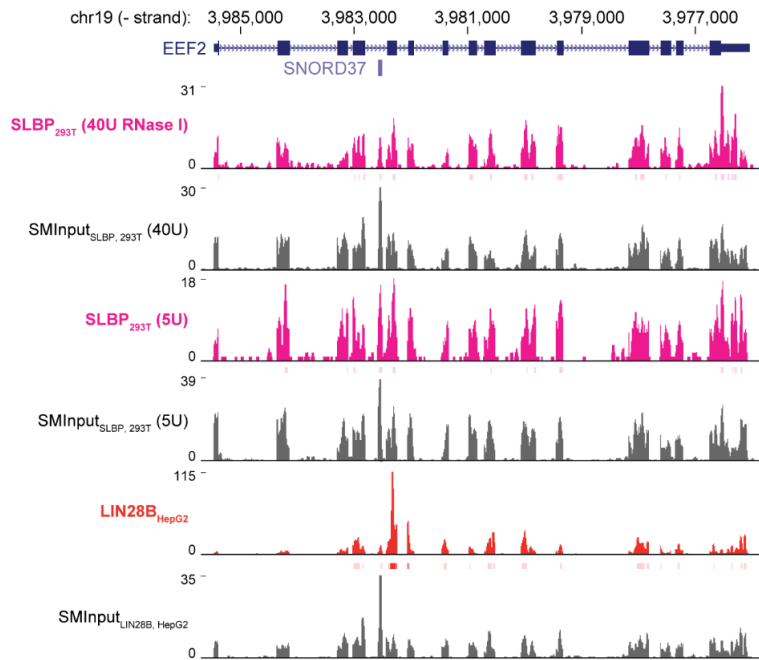 chr19 (- strand): 3,985,000 3,983,000 3,981,000 3,979,000 3,977,000
EEF2
SNORD37
31
SLBP293T (40U RNase I)
0
30
SMInputSLBP, 293T (40U)
0
18
SLBP293T (5U)
0
39
SMInputSLBP, 293T (5U)
0
115
LIN28BHepG2
0
35
SMInputLIN28B, HepG2
0